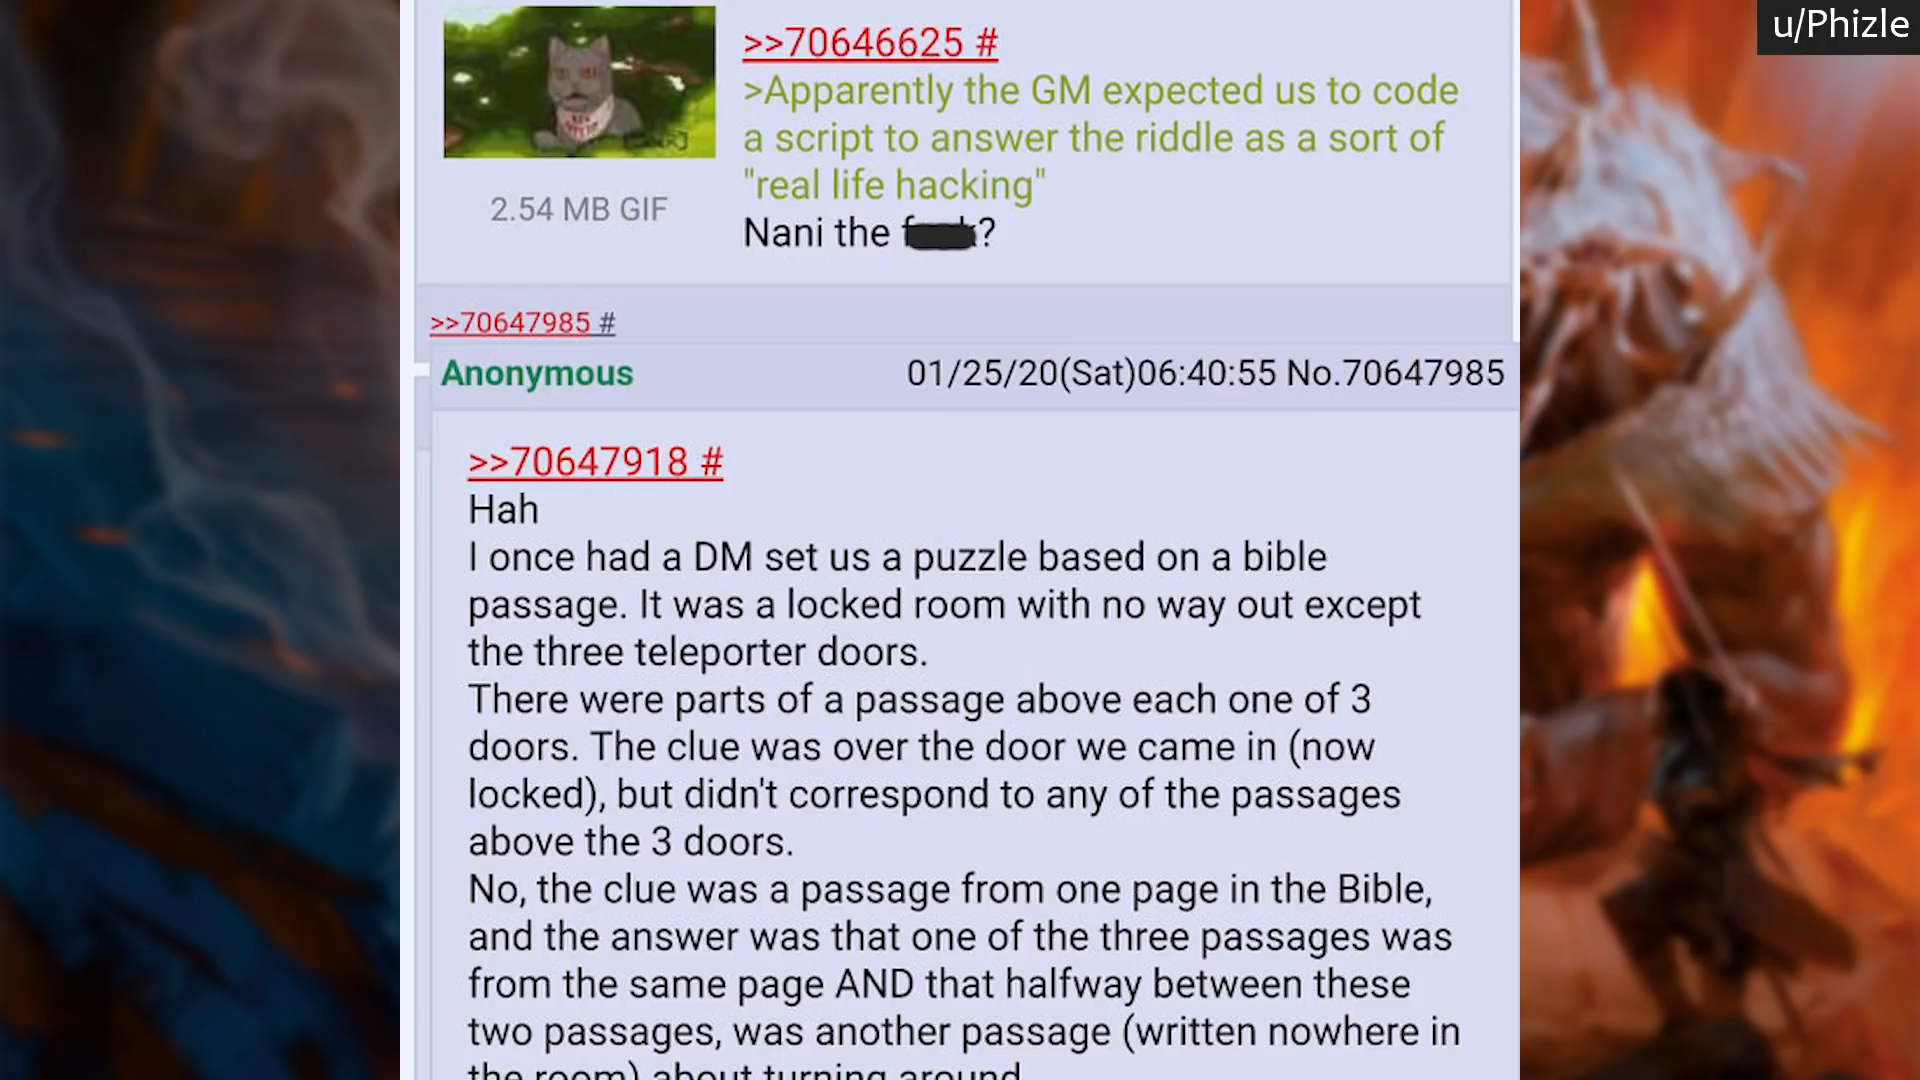 u/Phizle
>>70646625 #
>Apparently the GM expected us to code
a script to answer the riddle as a sort of
"real life hacking"
2.54 MB GIF
Nani the ?
>>70647985 #
Anonymous 01/25/20(Sat)06:40:55 No.70647985
>>70647918 #
Hah
I once had a DM set us a puzzle based on a bible
passage. It was a locked room with no way out except
the three teleporter doors.
There were parts of a passage above each one of 3
doors. The clue was over the door we came in (now
locked), but didn't correspond to any of the passages
above the 3 doors.
No, the clue was a passage from one page in the Bible,
and the answer was that one of the three passages was
from the same page AND that halfway between these
two passages, was another passage (written nowhere in
the room) about turning around